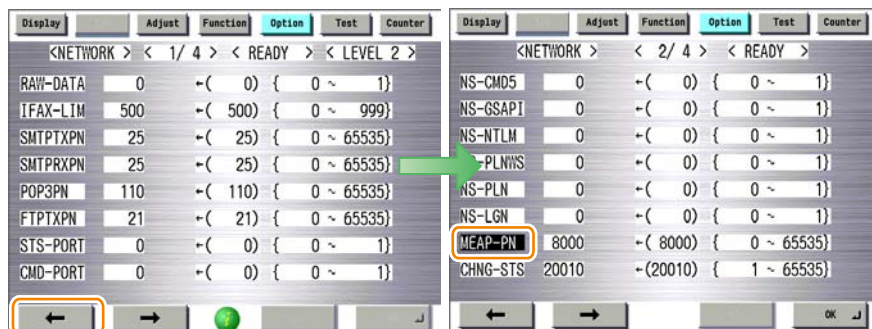 Display Adjust Function Option Test Counter
<NETWORK > < 1/ 4 > < READY > < LEVEL 2 >
RAW-DATA 0 ←( 0) { 0 ~ 1}
IFAX-LIM 500 ←( 500) { 0 ~ 999}
SMTPTXPN 25 ←( 25) { 0 ~ 65535}
SMTPRXPN 25 ←( 25) { 0 ~ 65535}
POP3PN 110 ←( 110) { 0 ~ 65535}
FTPTXPN 21 ←( 21) { 0 ~ 65535}
STS-PORT 0 ←( 0) { 0 ~ 1}
CMD-PORT 0 ←( 0) { 0 ~ 1}
← → i
Display Adjust Function Option Test Counter
<NETWORK > < 2/ 4 > < READY >
NS-CMD5 0 ←( 0) { 0 ~ 1}
NS-GSAPI 0 ←( 0) { 0 ~ 1}
NS-NTLM 0 ←( 0) { 0 ~ 1}
-PLNWS 0 ←( 0) { 0 ~ 1}
NS-PLN 0 ←( 0) { 0 ~ 1}
NS-LGN 0 ←( 0) { 0 ~ 1}
MEAP-PN 8000 ←( 8000) { 0 ~ 65535}
CHNG-STS 20010 ←(20010) { 1 ~ 65535}
← → OK